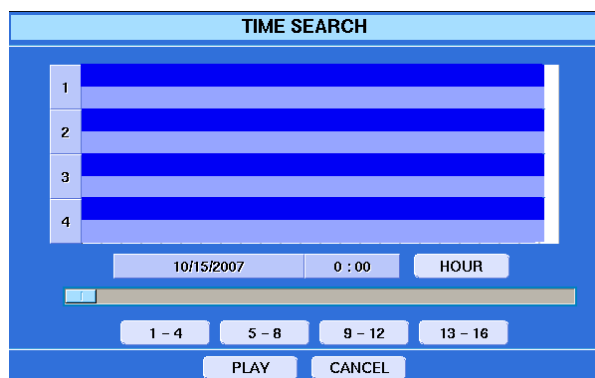 TIME SEARCH
1
2
3
4
10/15/2007 0 : 00 HOUR
1 – 4 5 – 8 9 – 12 13 – 16
PLAY CANCEL